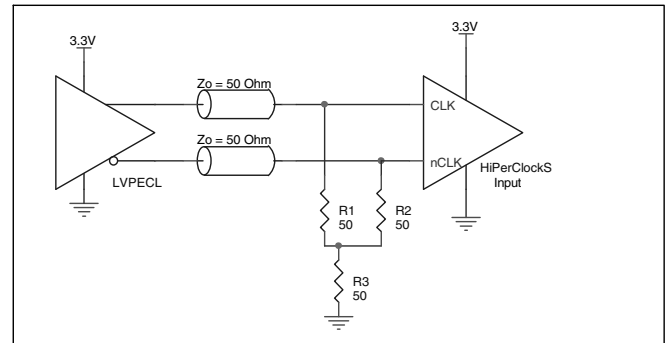 3.3V
3.3V
Zo = 50 Ohm
CLK
Zo = 50 Ohm
nCLK
LVPECL
HiPerClockS
Input
R1
50
R2
50
R3
50